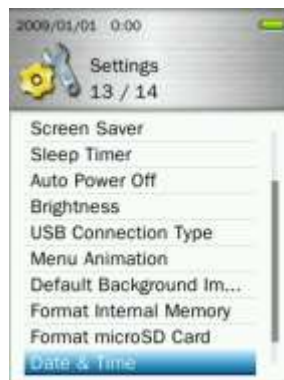 2009/01/01 0:00
Settings
13 / 14
Screen Saver
Sleep Timer
Auto Power Off
Brightness
USB Connection Type
Menu Animation
Default Background Im...
Format Internal Memory
Format microSD Card
Date & Time